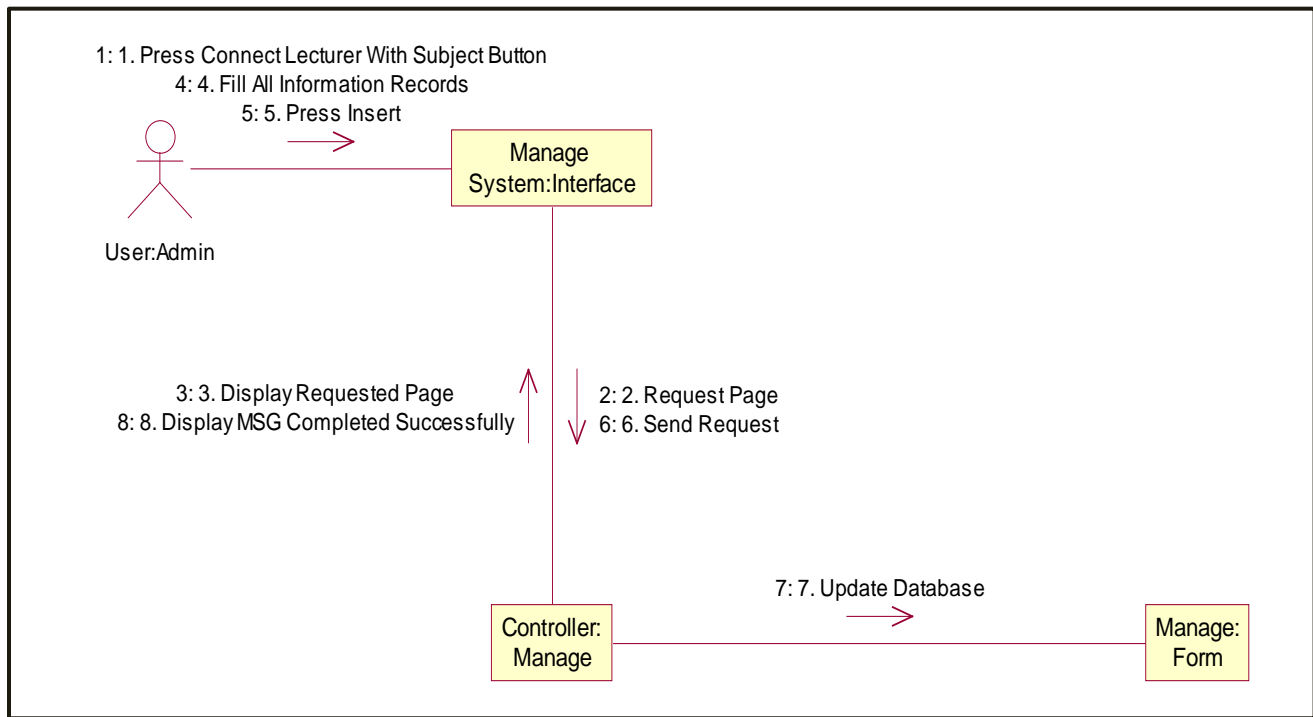 1: 1. Press Connect Lecturer With Subject Button
4: 4. Fill All Information Records
5: 5. Press Insert
Manage
System:Interface
User:Admin
3: 3. Display Requested Page
8: 8. Display MSG Completed Successfully
2: 2. Request Page
6: 6. Send Request
7: 7. Update Database
Controller:
Manage
Manage:
Form